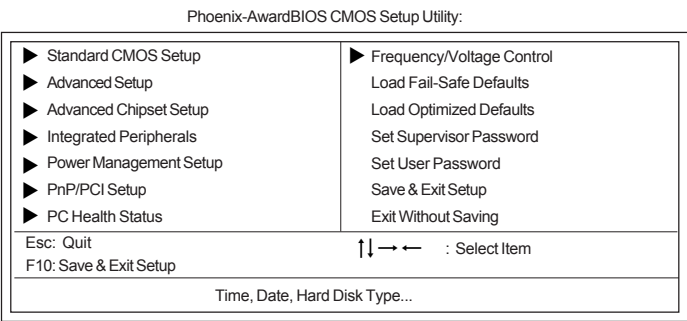 Phoenix-AwardBIOS CMOS Setup Utility:
▶ Standard CMOS Setup
▶ Advanced Setup
▶ Advanced Chipset Setup
▶ Integrated Peripherals
▶ Power Management Setup
▶ PnP/PCI Setup
▶ PC Health Status
▶ Frequency/Voltage Control
Load Fail-Safe Defaults
Load Optimized Defaults
Set Supervisor Password
Set User Password
Save & Exit Setup
Exit Without Saving
Esc: Quit
F10: Save & Exit Setup
↑↓→← : Select Item
Time, Date, Hard Disk Type...